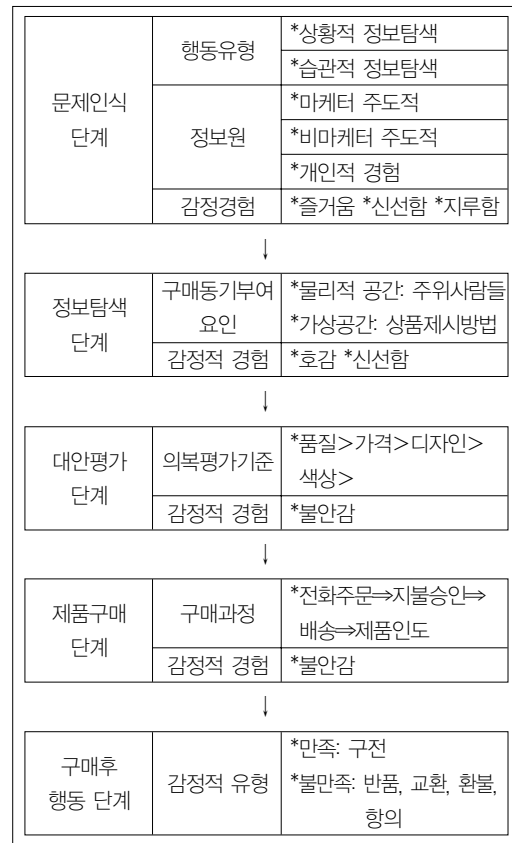 행동유형
*상황적 정보탐색
*습관적 정보탐색
문제인식
단계
정보원
*마케터 주도적
*비마케터 주도적
*개인적 경험
감정경험
*즐거움 *신선함 *지루함
↓
정보탐색
단계
구매동기부여
요인
*물리적 공간: 주위사람들
*가상공간: 상품제시방법
감정적 경험
*호감 *신선함
↓
대안평가
단계
의복평가기준
*품질>가격>디자인>
색상>
감정적 경험
*불안감
↓
제품구매
단계
구매과정
*전화주문⇒지불승인⇒
배송⇒제품인도
감정적 경험
*불안감
↓
구매후
행동 단계
감정적 유형
*만족: 구전
*불만족: 반품, 교환, 환불,
항의